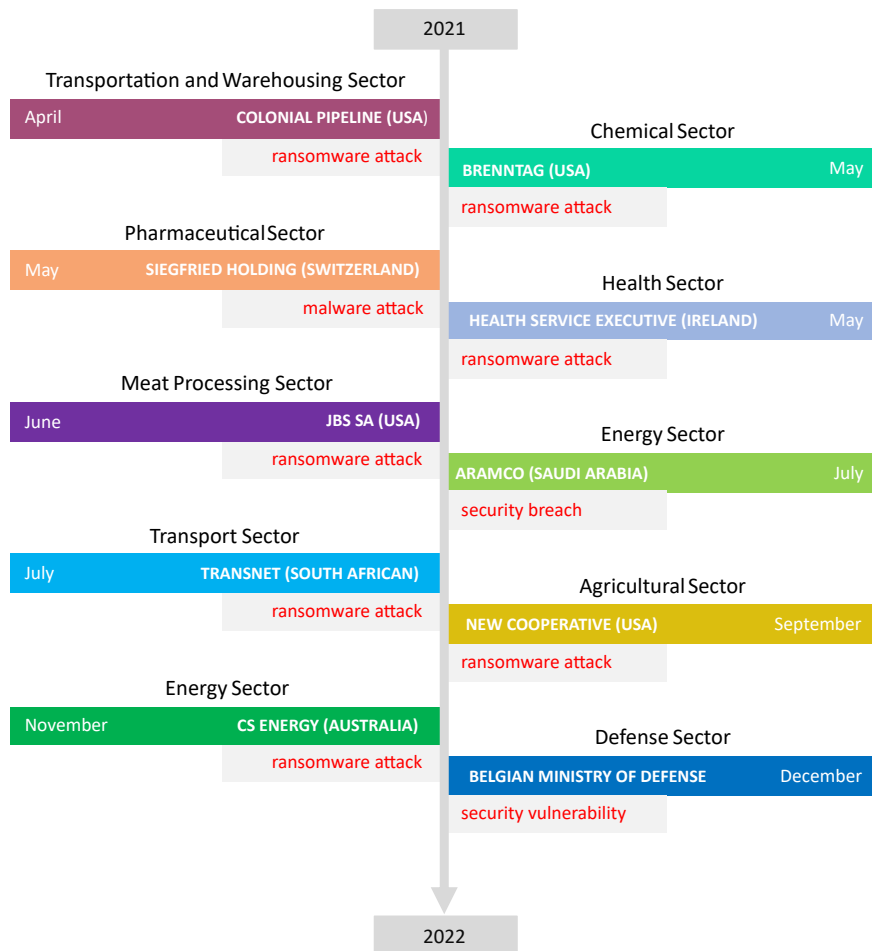 2021
Transportation and Warehousing Sector
April COLONIAL PIPELINE (USA)
ransomware attack
Chemical Sector
BRENNTAG (USA) May
ransomware attack
Pharmaceutical Sector
May SIEGFRIED HOLDING (SWITZERLAND)
malware attack
Health Sector
HEALTH SERVICE EXECUTIVE (IRELAND) May
ransomware attack
Meat Processing Sector
June JBS SA (USA)
ransomware attack
Energy Sector
ARAMCO (SAUDI ARABIA) July
security breach
Transport Sector
July TRANSNET (SOUTH AFRICAN)
ransomware attack
Agricultural Sector
NEW COOPERATIVE (USA) September
ransomware attack
Energy Sector
November CS ENERGY (AUSTRALIA)
ransomware attack
Defense Sector
BELGIAN MINISTRY OF DEFENSE December
security vulnerability
2022